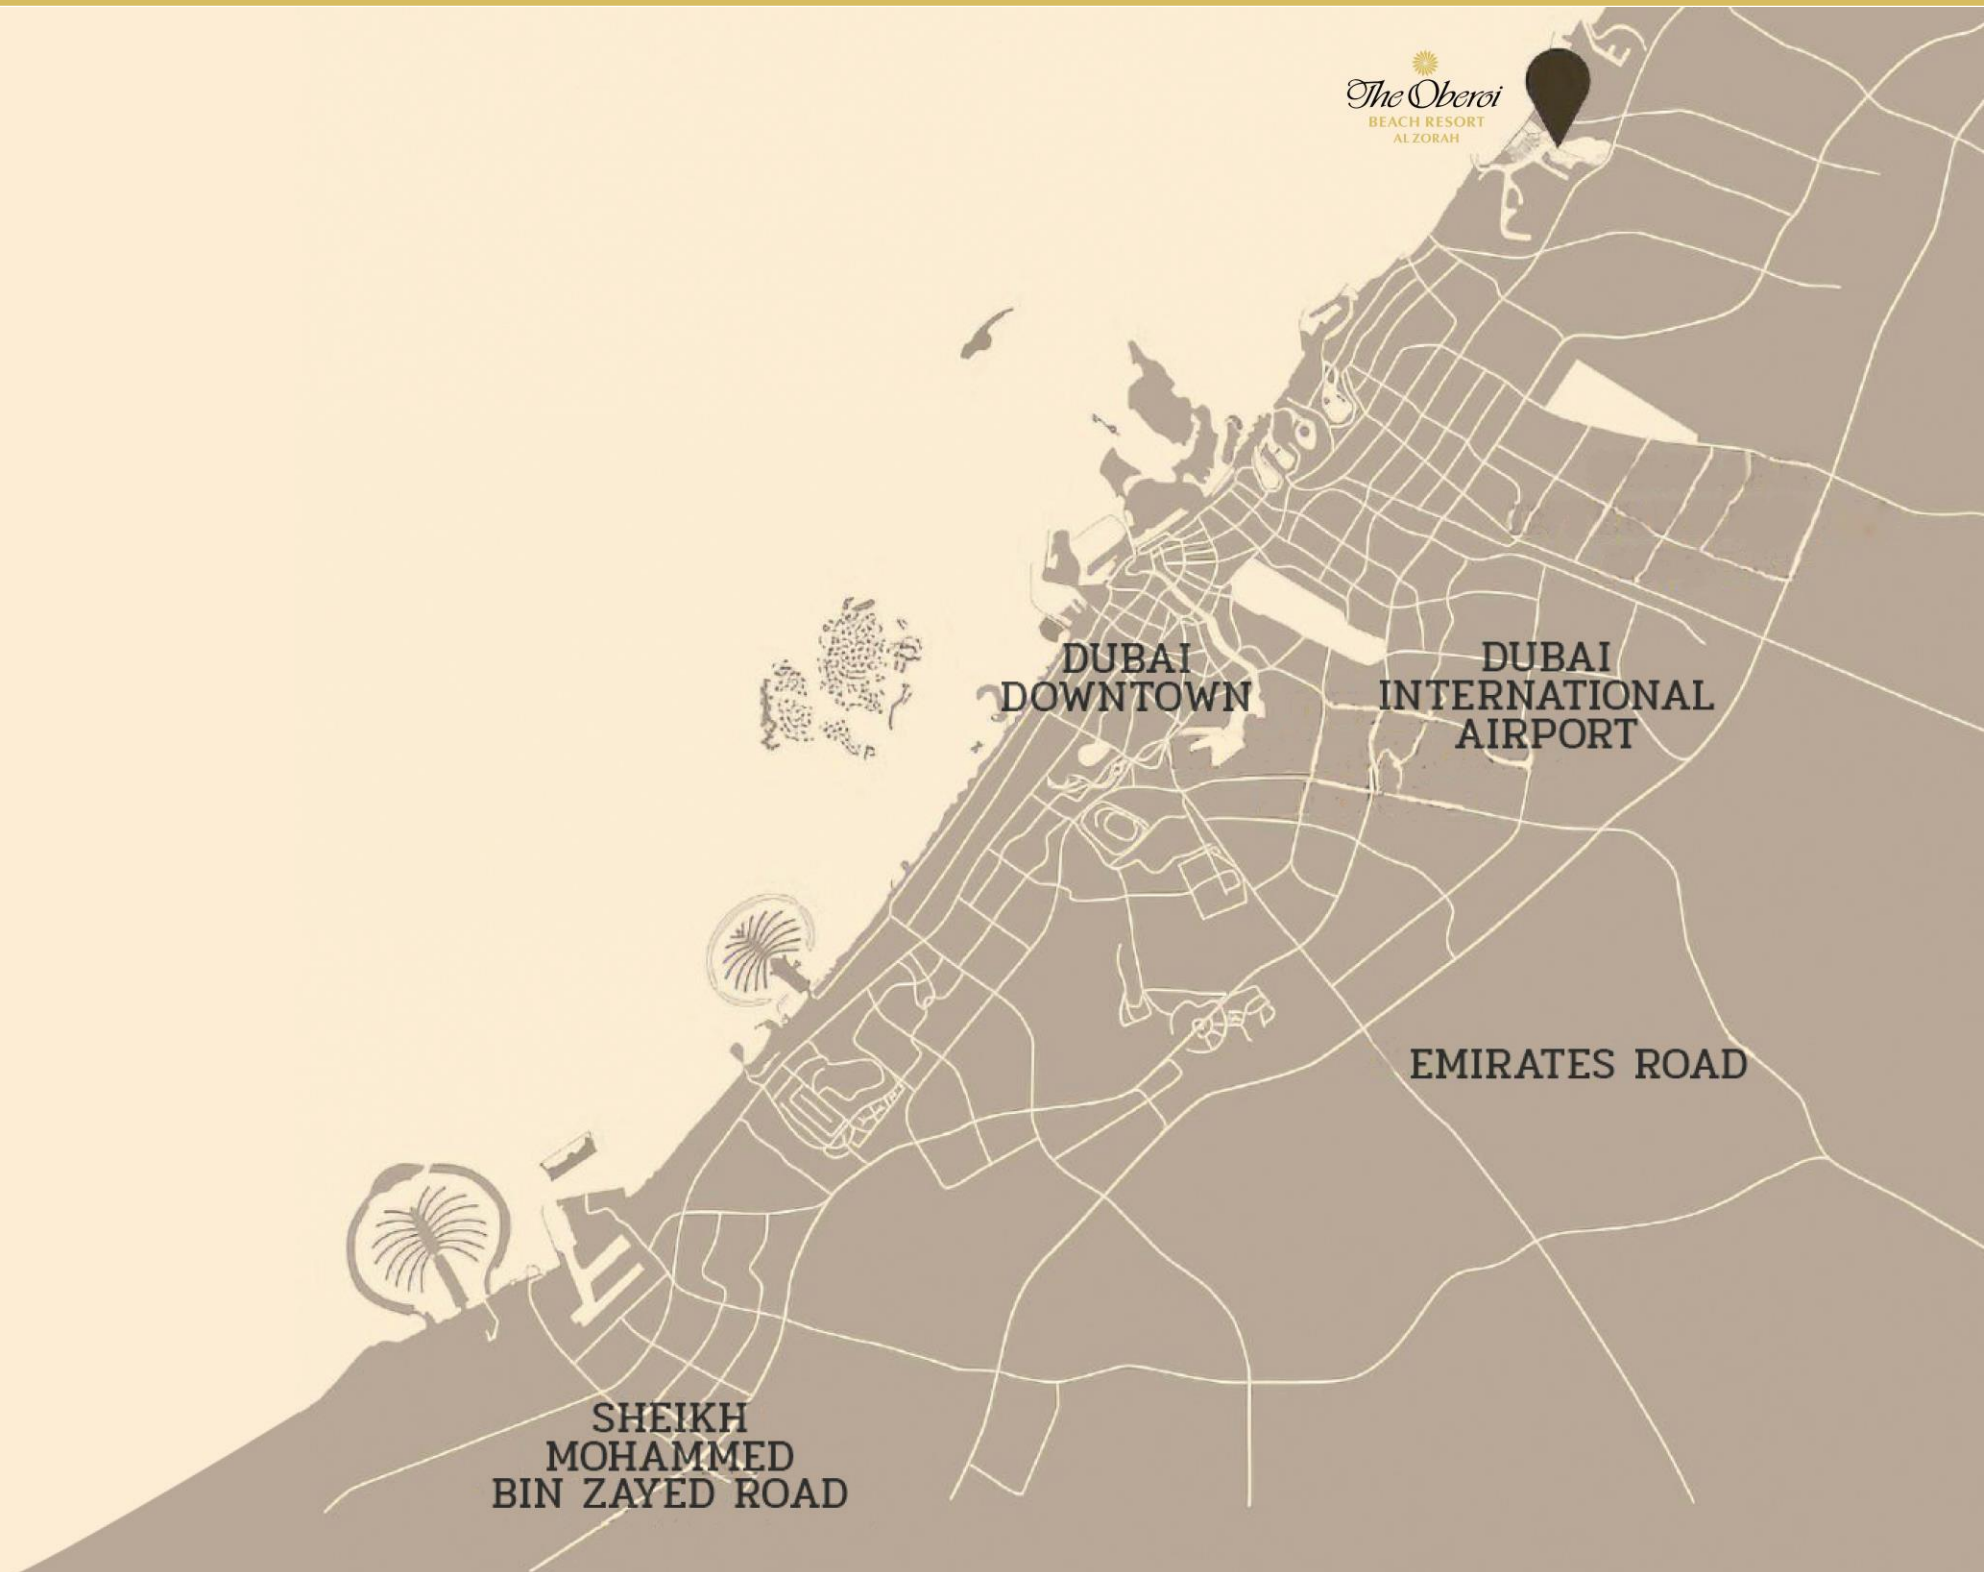 The Oberoi
BEACH RESORT
AL ZORAH
DUBAI
DOWNTOWN
DUBAI
INTERNATIONAL
AIRPORT
EMIRATES ROAD
SHEIKH
MOHAMMED
BIN ZAYED ROAD